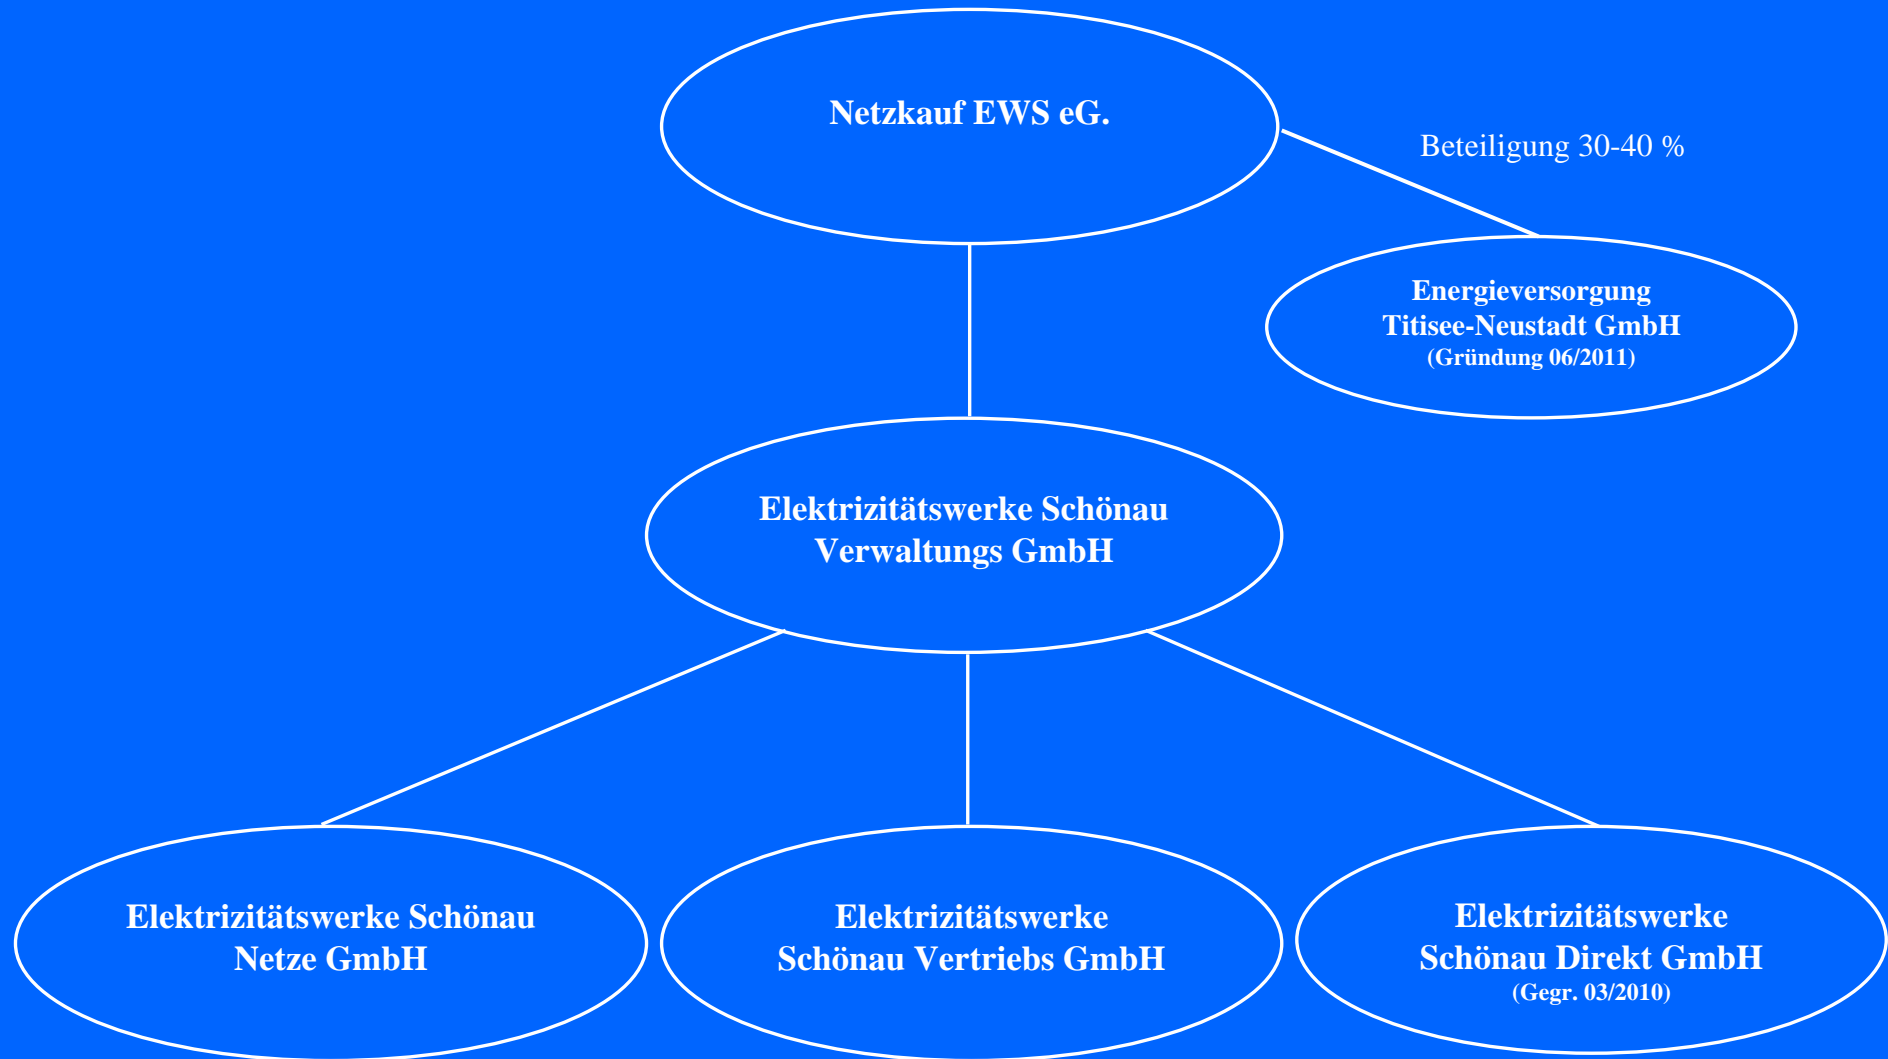 Netzkauf EWS eG.
Beteiligung 30-40 %
Energieversorgung
Titisee-Neustadt GmbH
(Gründung 06/2011)
Elektrizitätswerke Schönau
Verwaltungs GmbH
Elektrizitätswerke Schönau
Netze GmbH
Elektrizitätswerke
Schönau Vertriebs GmbH
Elektrizitätswerke
Schönau Direkt GmbH
(Gegr. 03/2010)